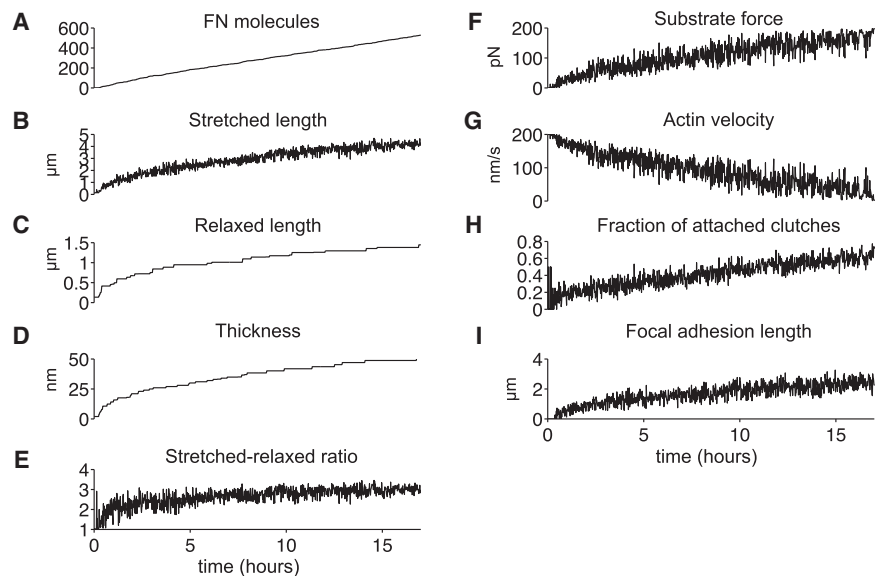 A
FN molecules
600
400
200
0
B
Stretched length
5
4
3
2
1
0
µm
C
Relaxed length
1.5
1
0.5
0
µm
D
Thickness
50
25
0
nm
E
Stretched-relaxed ratio
4
3
2
1
0 5 10 15
time (hours)
F
Substrate force
200
100
0
pN
G
Actin velocity
200
100
0
nm/s
H
Fraction of attached clutches
0.8
0.6
0.4
0.2
0
I
Focal adhesion length
4
2
0
µm
0 5 10 15
time (hours)